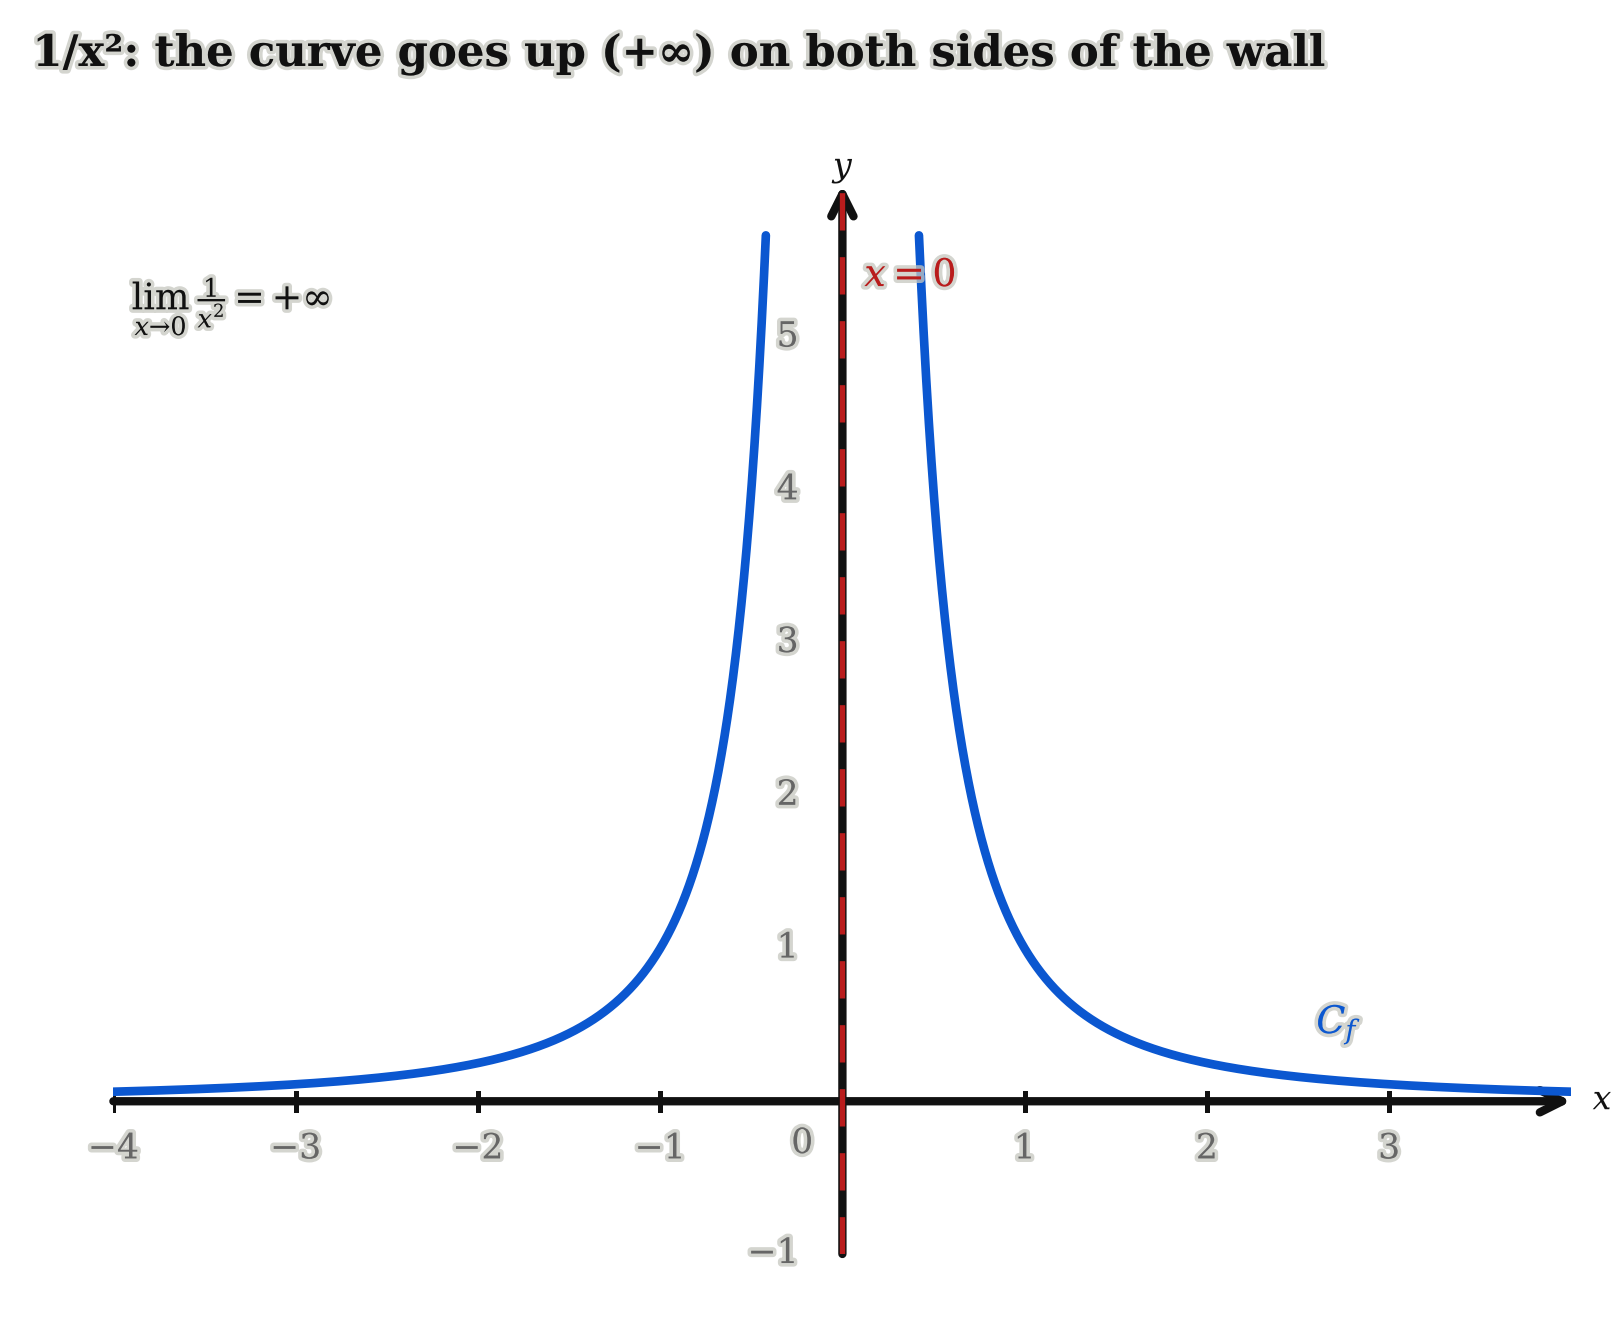 1/x²: the curve goes up (+∞) on both sides of the wall
y
x = 0
lim x→0 1/x² = +∞
5
4
3
2
1
C_f
x
−4 −3 −2 −1 0 1 2 3
−1